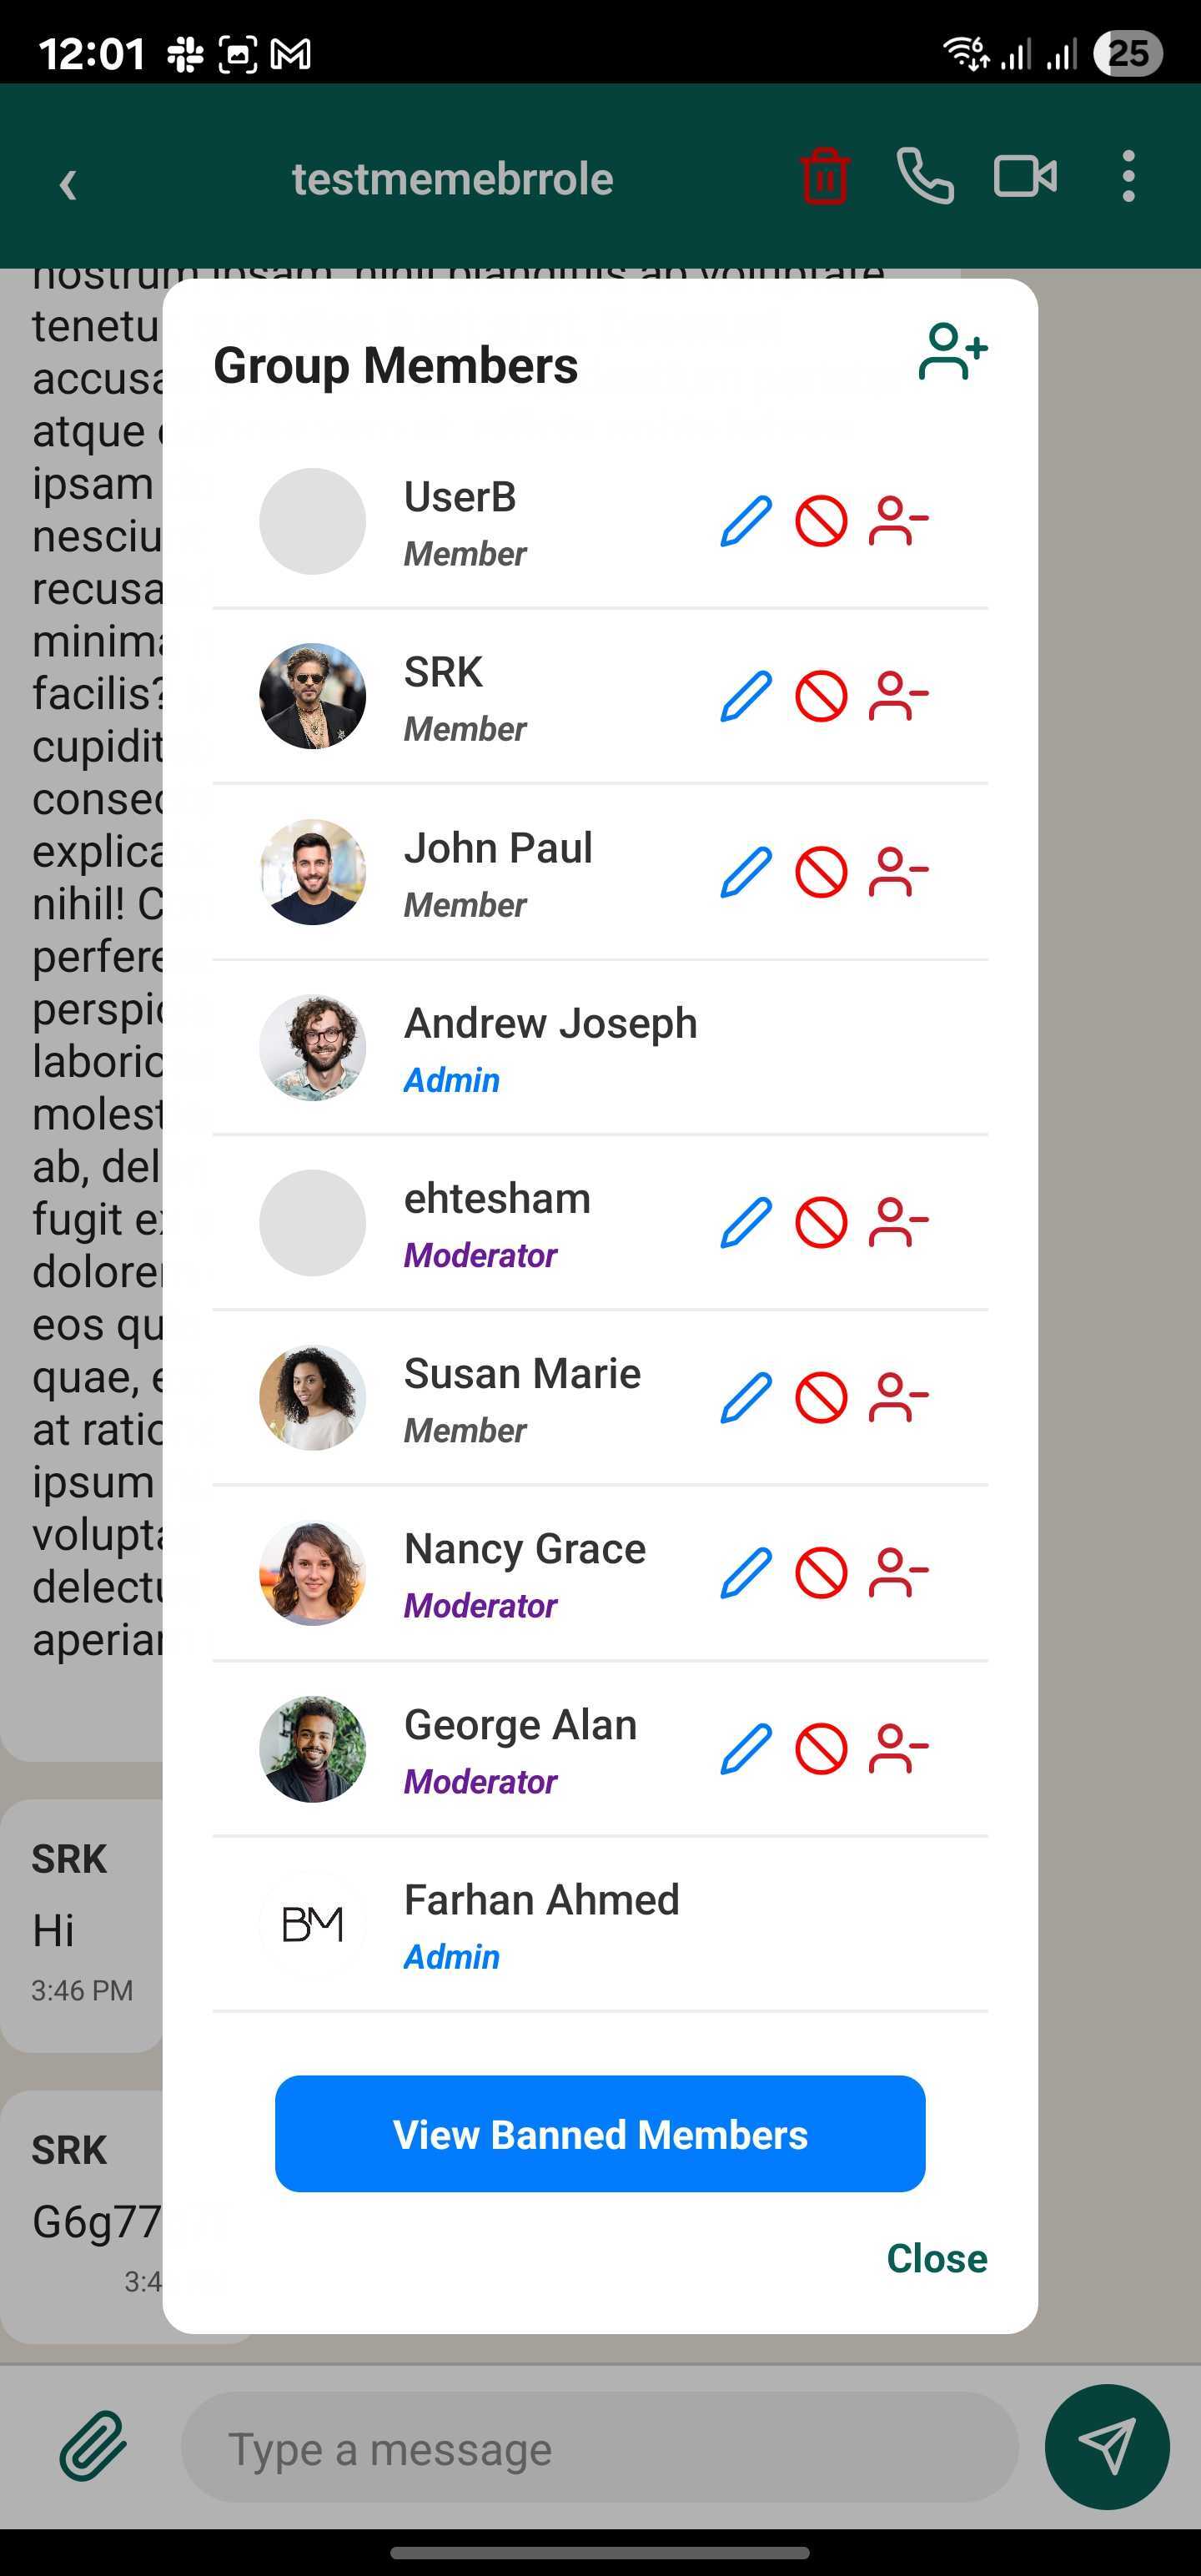 12:01
25
testmemebrrole
nostrum ipsam, nihil blanditiis ab voluptate
tenetu
accusa
atque
ipsam
nesciu
recusa
minima
facilis?
cupidit
consec
explica
nihil! C
perfere
perspic
laborio
molest
ab, del
fugit e
dolore
eos qu
quae, e
at ratio
ipsum
volupta
delectu
aperiam
Group Members
UserB
Member
SRK
Member
John Paul
Member
Andrew Joseph
Admin
ehtesham
Moderator
Susan Marie
Member
Nancy Grace
Moderator
George Alan
Moderator
BM
Farhan Ahmed
Admin
View Banned Members
Close
SRK
Hi
3:46 PM
SRK
G6g77
3:4
Type a message